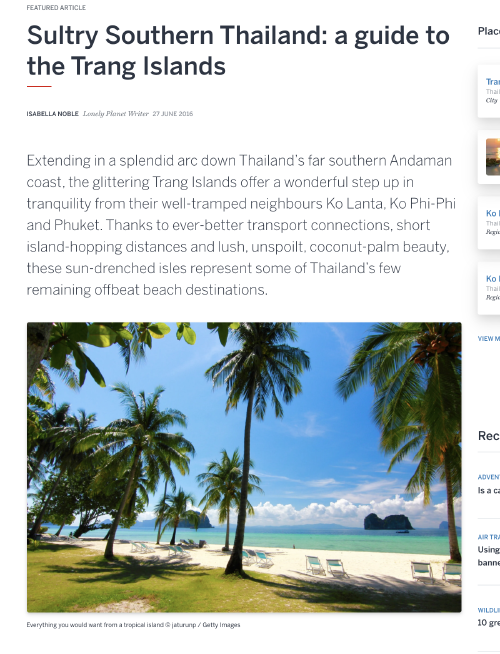 FEATURED ARTICLE
Sultry Southern Thailand: a guide to
the Trang Islands
ISABELLA NOBLE Lonely Planet Writer 27 JUNE 2016
Extending in a splendid arc down Thailand's far southern Andaman
coast, the glittering Trang Islands offer a wonderful step up in
tranquility from their well-tramped neighbours Ko Lanta, Ko Phi-Phi
and Phuket. Thanks to ever-better transport connections, short
island-hopping distances and lush, unspoilt, coconut-palm beauty,
these sun-drenched isles represent some of Thailand's few
remaining offbeat beach destinations.
Everything you would want from a tropical island © jaturunp / Getty Images
Plac
Tra
Thai
City
Ko
Thai
Regi
Ko
Thai
Regi
VIEW M
Rec
ADVEN
Is a ca
AIR TRA
Using
banne
WILDLI
10 gre